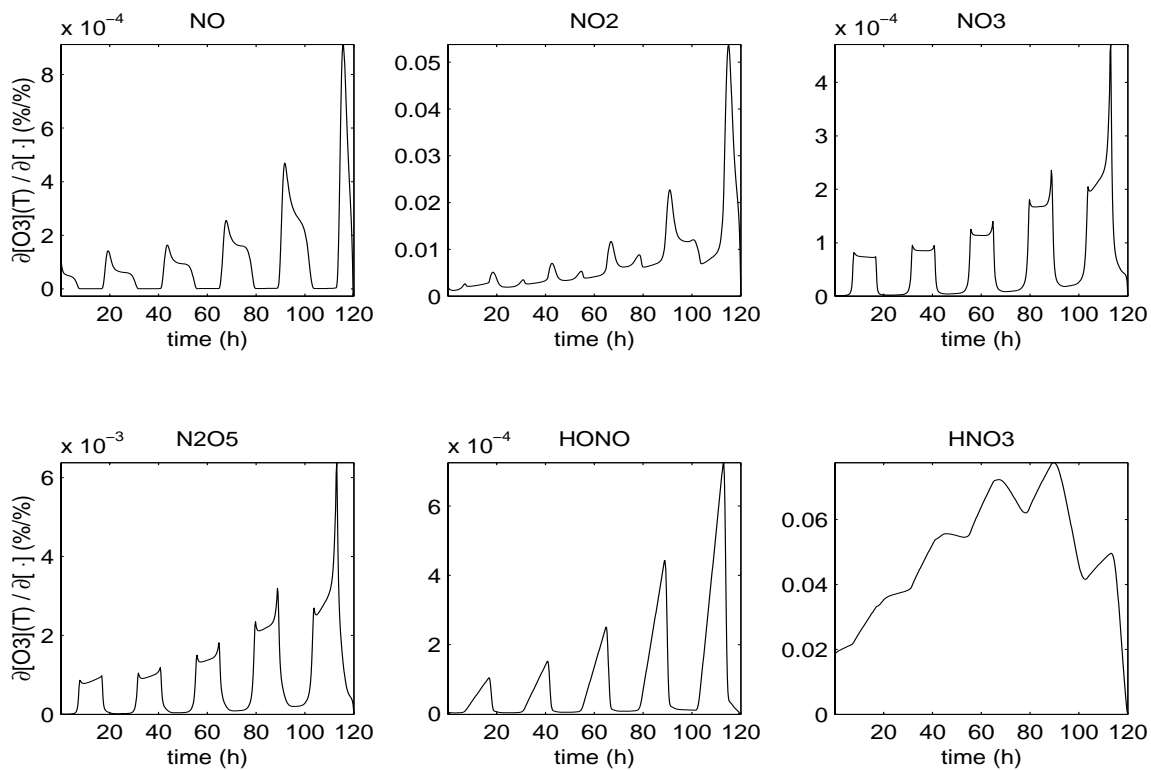 NO
x 10−4
∂[O3](T) / ∂[ · ] (%/%)
8
6
4
2
0
20 40 60 80 100 120
time (h)
NO2
0.05
0.04
0.03
0.02
0.01
0
20 40 60 80 100 120
time (h)
NO3
x 10−4
4
3
2
1
0
20 40 60 80 100 120
time (h)
N2O5
x 10−3
∂[O3](T) / ∂[ · ] (%/%)
6
4
2
0
20 40 60 80 100 120
time (h)
HONO
x 10−4
6
4
2
0
20 40 60 80 100 120
time (h)
HNO3
0.06
0.04
0.02
0
20 40 60 80 100 120
time (h)